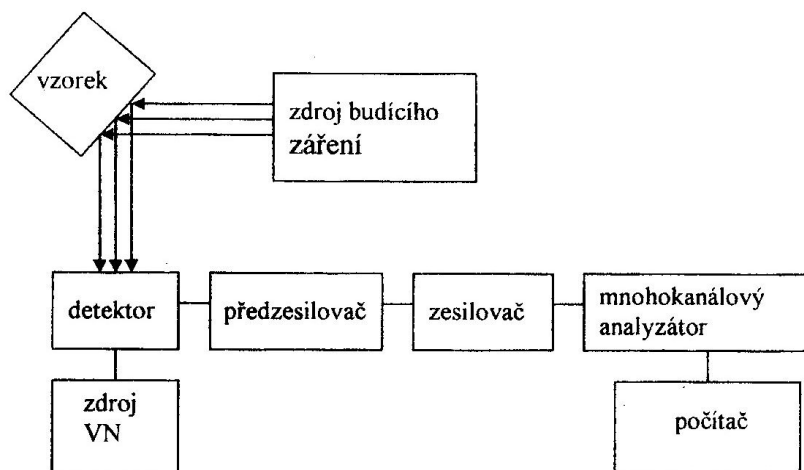 vzorek
zdroj budícího
záření
detektor
předzesilovač
zesilovač
mnohokanálový
analyzátor
zdroj
VN
počítač